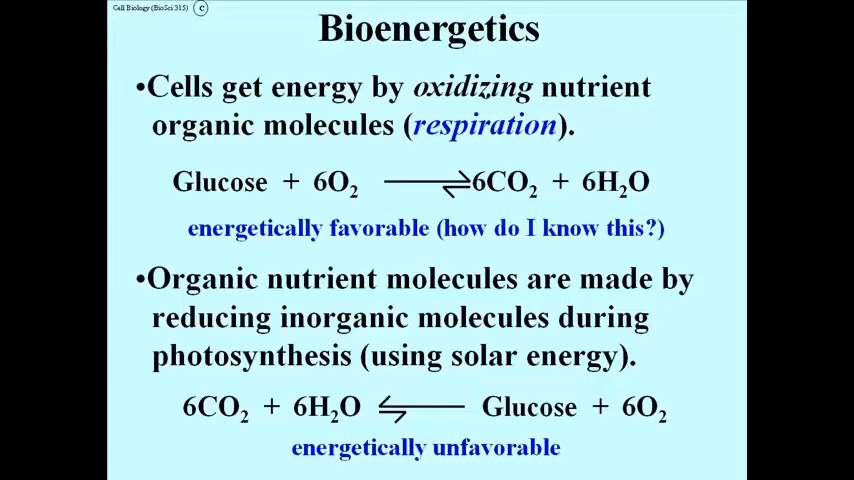 Cell Biology (BioSci 315) C
Bioenergetics
•Cells get energy by oxidizing nutrient
organic molecules (respiration).
Glucose + 6O₂ ⇌ 6CO₂ + 6H₂O
energetically favorable (how do I know this?)
•Organic nutrient molecules are made by
reducing inorganic molecules during
photosynthesis (using solar energy).
6CO₂ + 6H₂O ⇌ Glucose + 6O₂
energetically unfavorable